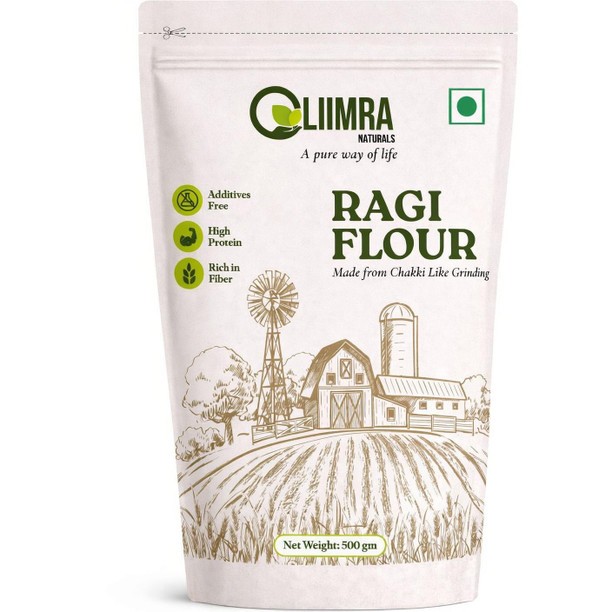 QLIIMRA
NATURALS
A pure way of life
Additives
Free
High
Protein
Rich in
Fiber
RAGI
FLOUR
Made from Chakki Like Grinding
Net Weight: 500 gm